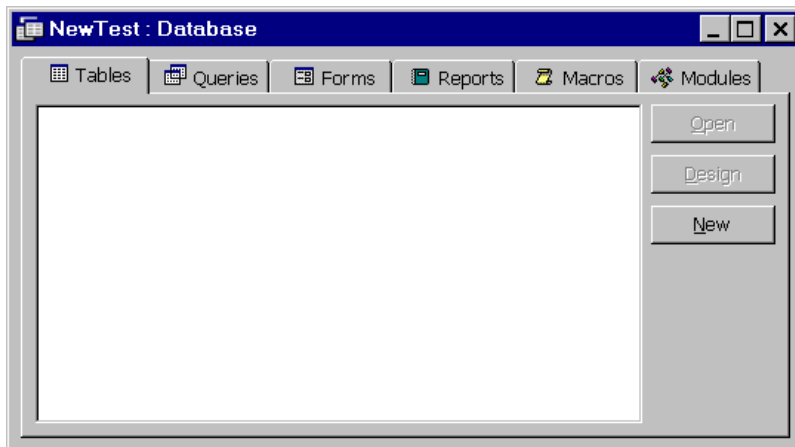 NewTest : Database
Tables Queries Forms Reports Macros Modules
Open
Design
New